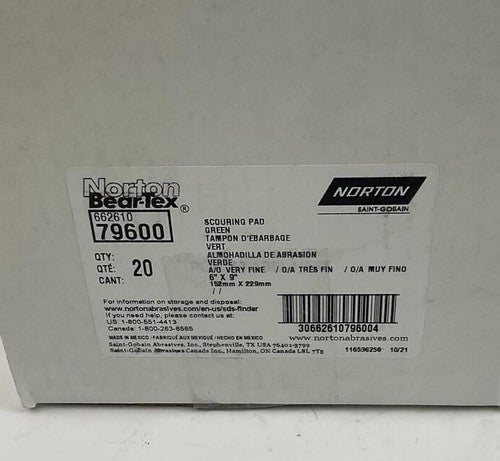 Norton
Bear-Tex®
662610
79600
QTY:
QTÉ: 20
CANT:
NORTON
SAINT-GOBAIN
SCOURING PAD
GREEN
TAMPON D'EBARBAGE
VERT
ALMOHADILLA DE ABRASION
VERDE
A/O VERY FINE / O/A TRÈS FIN / O/A MUY FINO
6" X 9"
152mm X 229mm
/ /
For information on storage and disposal:
www.nortonabrasives.com/en-us/sds-finder
If you need help, please contact us at:
US: 1-800-551-4413
Canada: 1-800-263-6565
30662610796004
MADE IN MEXICO / FABRIQUÉ AUX MEXIQUE / HECHO EN MEXICO
www.nortonabrasives.com
Saint-Gobain Abrasives, Inc., Stephenville, TX USA 76401-3799
Saint-Gobain Abrasives Canada Inc., Hamilton, ON Canada L8L 7Y5
116536256 10/21